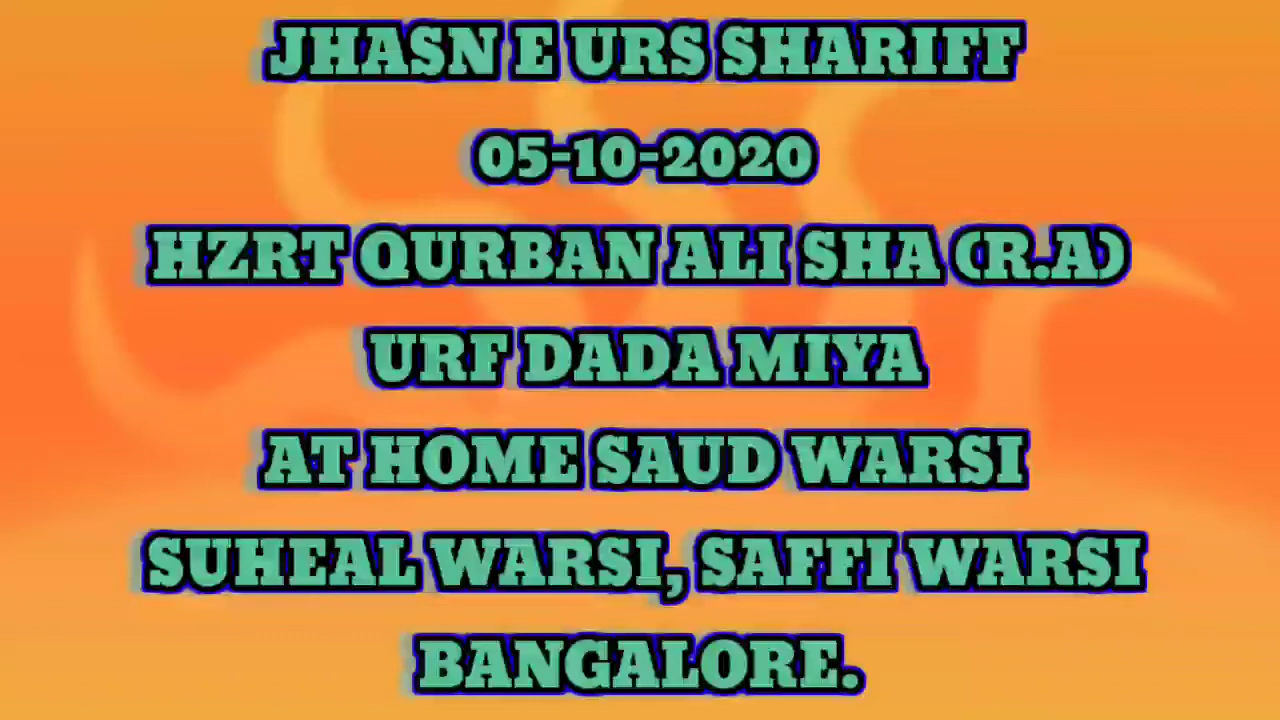 JHASN E URS SHARIFF
05-10-2020
HZRT QURBAN ALI SHA (R.A)
URF DADA MIYA
AT HOME SAUD WARSI
SUHEAL WARSI, SAFFI WARSI
BANGALORE.